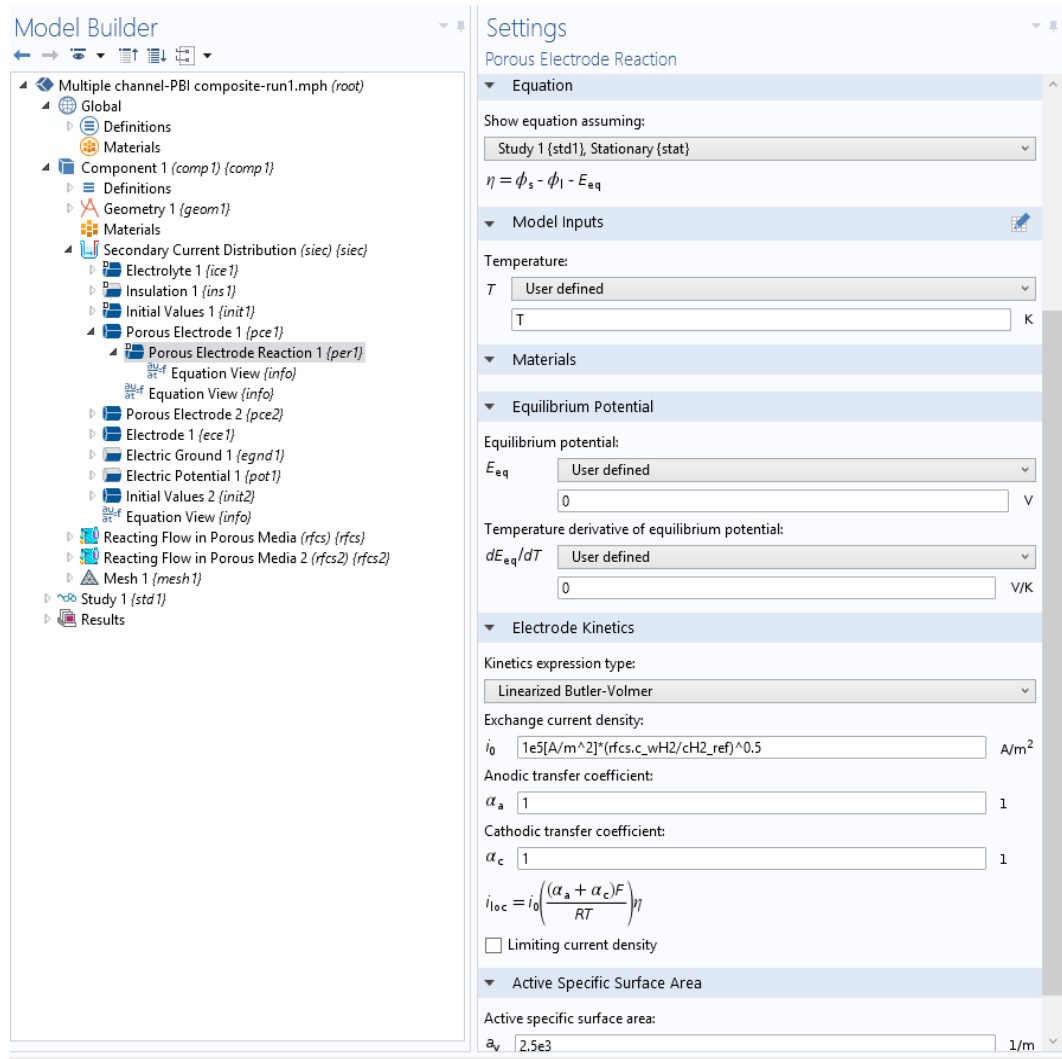 Model Builder
Multiple channel-PBI composite-run1.mph (root)
Global
Definitions
Materials
Component 1 (comp1) {comp1}
Definitions
Geometry 1 {geom1}
Materials
Secondary Current Distribution (siec) {siec}
Electrolyte 1 {ice1}
Insulation 1 {ins1}
Initial Values 1 {init1}
Porous Electrode 1 {pce1}
Porous Electrode Reaction 1 {per1}
Equation View {info}
Equation View {info}
Porous Electrode 2 {pce2}
Electrode 1 {ece1}
Electric Ground 1 {egnd1}
Electric Potential 1 {pot1}
Initial Values 2 {init2}
Equation View {info}
Reacting Flow in Porous Media (rfcs) {rfcs}
Reacting Flow in Porous Media 2 (rfcs2) {rfcs2}
Mesh 1 {mesh1}
Study 1 {std1}
Results
Settings
Porous Electrode Reaction
Equation
Show equation assuming:
Study 1 {std1}, Stationary {stat}
η = ϕs - ϕl - Eeq
Model Inputs
Temperature:
T User defined
T K
Materials
Equilibrium Potential
Equilibrium potential:
Eeq User defined
0 V
Temperature derivative of equilibrium potential:
dEeq/dT User defined
0 V/K
Electrode Kinetics
Kinetics expression type:
Linearized Butler-Volmer
Exchange current density:
i0 1e5[A/m^2]*(rfcs.c_wH2/cH2_ref)^0.5 A/m²
Anodic transfer coefficient:
αa 1 1
Cathodic transfer coefficient:
αc 1 1
iloc = i0((αa + αc)F/RT)η
Limiting current density
Active Specific Surface Area
Active specific surface area:
av 2.5e3 1/m